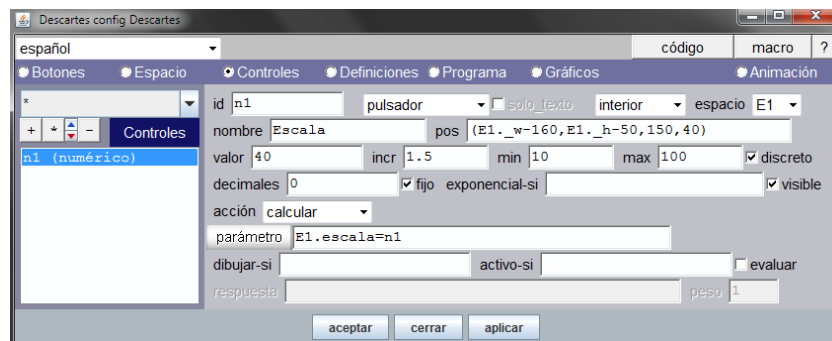 Descartes config Descartes
español código macro ?
Botones Espacio Controles Definiciones Programa Gráficos Animación
* id n1 pulsador solo_texto interior espacio E1
+ * - Controles nombre Escala pos (E1._w-160,E1._h-50,150,40)
n1 (numérico) valor 40 incr 1.5 min 10 max 100 discreto
decimales 0 fijo exponencial-si visible
acción calcular
parámetro E1.escala=n1
dibujar-si activo-si evaluar
respuesta peso 1
aceptar cerrar aplicar